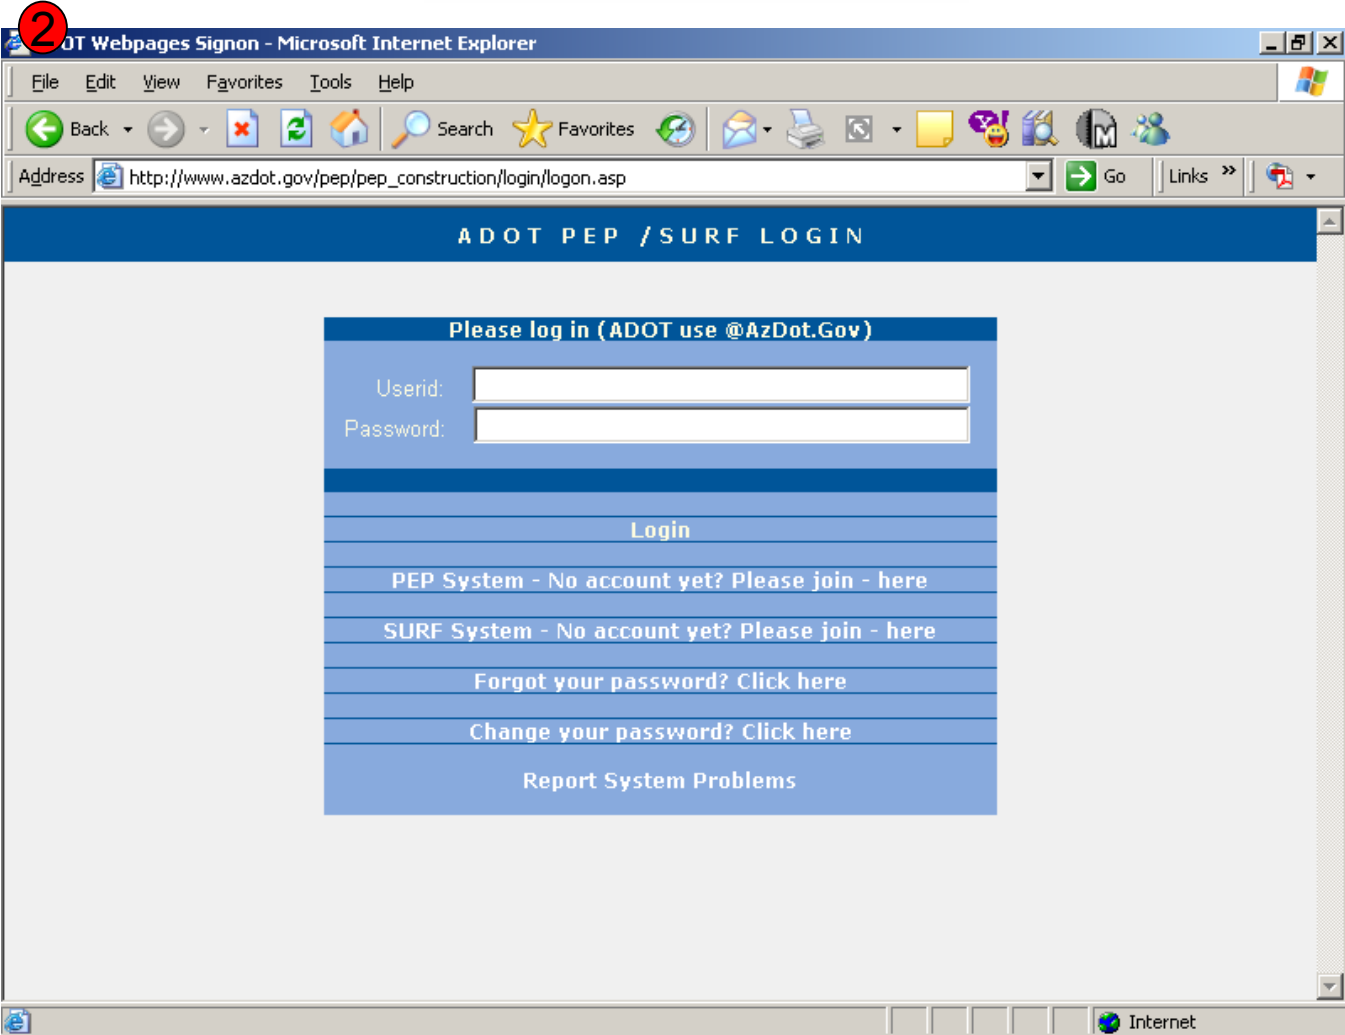 2
OT Webpages Signon - Microsoft Internet Explorer
File Edit View Favorites Tools Help
Back Search Favorites
Address http://www.azdot.gov/pep/pep_construction/login/logon.asp Go Links »
ADOT PEP /SURF LOGIN
Please log in (ADOT use @AzDot.Gov)
Userid:
Password:
Login
PEP System - No account yet? Please join - here
SURF System - No account yet? Please join - here
Forgot your password? Click here
Change your password? Click here
Report System Problems
Internet